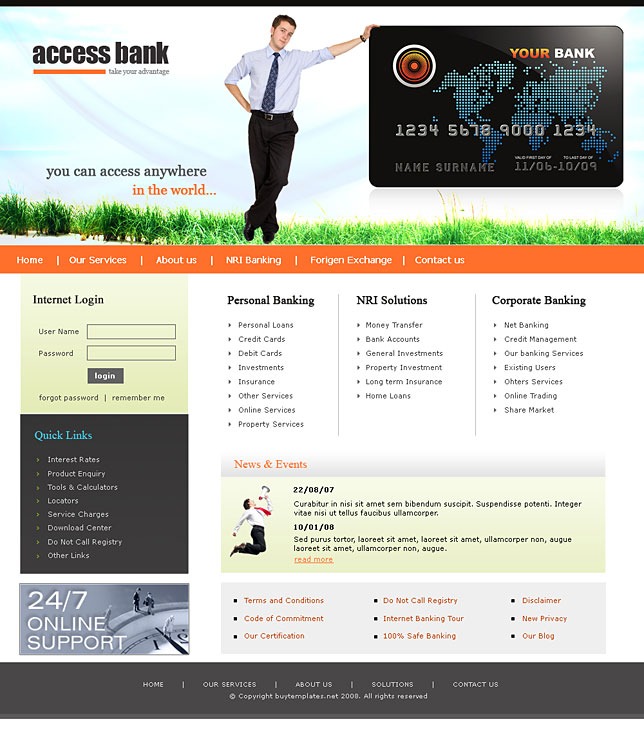 access bank
take your advantage
YOUR BANK
1234 5678 9000 1234
VALID FIRST DAY OF TO LAST DAY OF
NAME SURNAME 11/06-10/09
you can access anywhere
in the world...
Home | Our Services | About us | NRI Banking | Forigen Exchange | Contact us
Internet Login
User Name
Password
login
forgot password | remember me
Quick Links
Interest Rates
Product Enquiry
Tools & Calculators
Locators
Service Charges
Download Center
Do Not Call Registry
Other Links
24/7
ONLINE
SUPPORT
Personal Banking
Personal Loans
Credit Cards
Debit Cards
Investments
Insurance
Other Services
Online Services
Property Services
NRI Solutions
Money Transfer
Bank Accounts
General Investments
Property Investment
Long term Insurance
Home Loans
Corporate Banking
Net Banking
Credit Management
Our banking Services
Existing Users
Ohters Services
Online Trading
Share Market
News & Events
22/08/07
Curabitur in nisi sit amet sem bibendum suscipit. Suspendisse potenti. Integer
vitae nisi ut tellus faucibus ullamcorper.
10/01/08
Sed purus tortor, laoreet sit amet, laoreet sit amet, ullamcorper non, augue
laoreet sit amet, ullamcorper non, augue.
read more
Terms and Conditions
Code of Commitment
Our Certification
Do Not Call Registry
Internet Banking Tour
100% Safe Banking
Disclaimer
New Privacy
Our Blog
HOME | OUR SERVICES | ABOUT US | SOLUTIONS | CONTACT US
© Copyright buytemplates.net 2008. All rights reserved